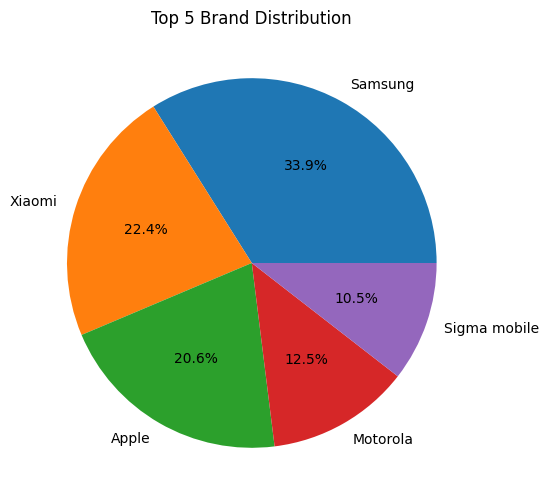 Top 5 Brand Distribution
Samsung
33.9%
Xiaomi
22.4%
10.5%
Sigma mobile
20.6%
12.5%
Apple
Motorola